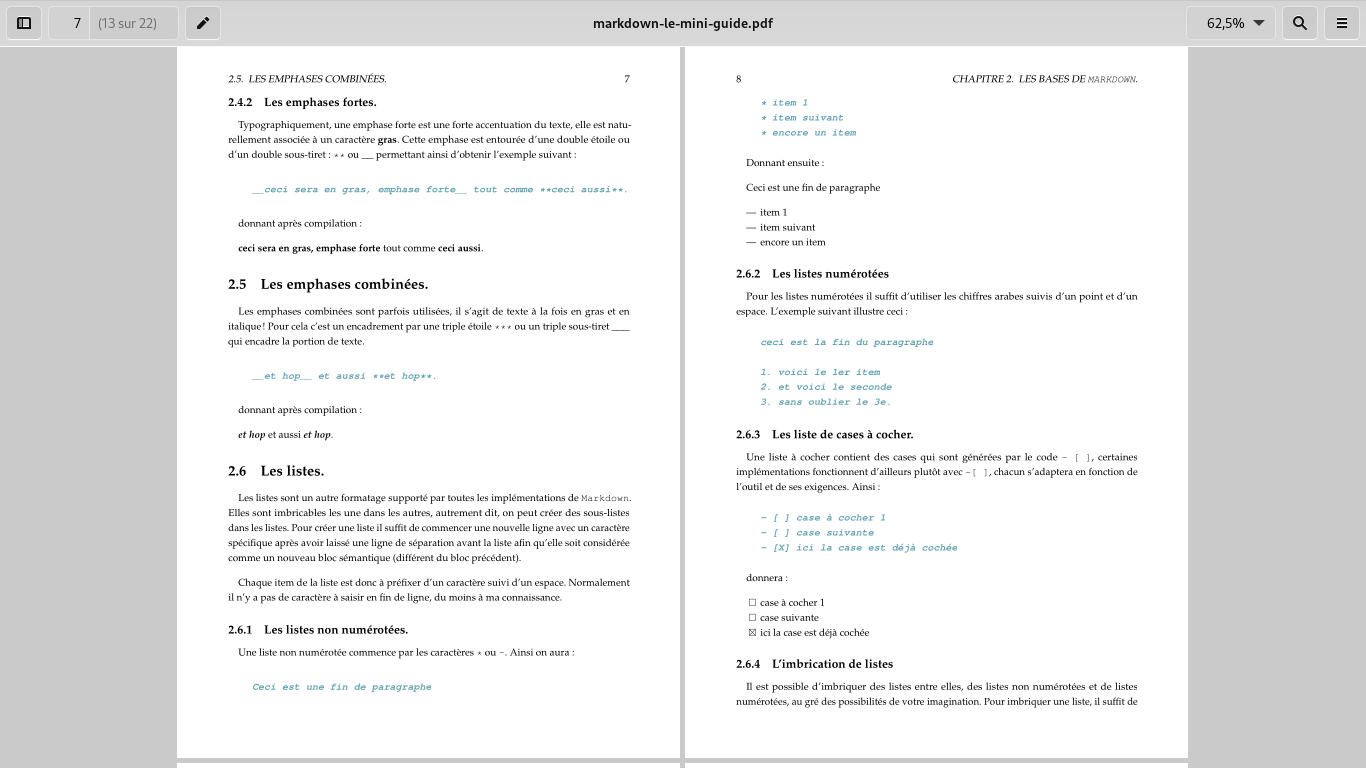 7 (13 sur 22) markdown-le-mini-guide.pdf 62,5%
2.5. LES EMPHASES COMBINÉES. 7
2.4.2 Les emphases fortes.
Typographiquement, une emphase forte est une forte accentuation du texte, elle est natu-
rellement associée à un caractère gras. Cette emphase est entourée d'une double étoile ou
d'un double sous-tiret : ** ou __ permettant ainsi d'obtenir l'exemple suivant :
__ceci sera en gras, emphase forte__ tout comme **ceci aussi**.
donnant après compilation :
ceci sera en gras, emphase forte tout comme ceci aussi.
2.5 Les emphases combinées.
Les emphases combinées sont parfois utilisées, il s'agit de texte à la fois en gras et en
italique ! Pour cela c'est un encadrement par une triple étoile *** ou un triple sous-tiret ___
qui encadre la portion de texte.
__et hop__ et aussi **et hop**.
donnant après compilation :
et hop et aussi et hop.
2.6 Les listes.
Les listes sont un autre formatage supporté par toutes les implémentations de Markdown.
Elles sont imbricables les une dans les autres, autrement dit, on peut créer des sous-listes
dans les listes. Pour créer une liste il suffit de commencer une nouvelle ligne avec un caractère
spécifique après avoir laissé une ligne de séparation avant la liste afin qu'elle soit considérée
comme un nouveau bloc sémantique (différent du bloc précédent).
Chaque item de la liste est donc à préfixer d'un caractère suivi d'un espace. Normalement
il n'y a pas de caractère à saisir en fin de ligne, du moins à ma connaissance.
2.6.1 Les listes non numérotées.
Une liste non numérotée commence par les caractères * ou -. Ainsi on aura :
Ceci est une fin de paragraphe
8 CHAPITRE 2. LES BASES DE MARKDOWN.
* item 1
* item suivant
* encore un item
Donnant ensuite :
Ceci est une fin de paragraphe
— item 1
— item suivant
— encore un item
2.6.2 Les listes numérotées
Pour les listes numérotées il suffit d'utiliser les chiffres arabes suivis d'un point et d'un
espace. L'exemple suivant illustre ceci :
ceci est la fin du paragraphe
1. voici le 1er item
2. et voici le seconde
3. sans oublier le 3e.
2.6.3 Les liste de cases à cocher.
Une liste à cocher contient des cases qui sont générées par le code - [ ], certaines
implémentations fonctionnent d'ailleurs plutôt avec -[ ], chacun s'adaptera en fonction de
l'outil et de ses exigences. Ainsi :
- [ ] case à cocher 1
- [ ] case suivante
- [X] ici la case est déjà cochée
donnera :
☐ case à cocher 1
☐ case suivante
☒ ici la case est déjà cochée
2.6.4 L'imbrication de listes
Il est possible d'imbriquer des listes entre elles, des listes non numérotées et de listes
numérotées, au gré des possibilités de votre imagination. Pour imbriquer une liste, il suffit de